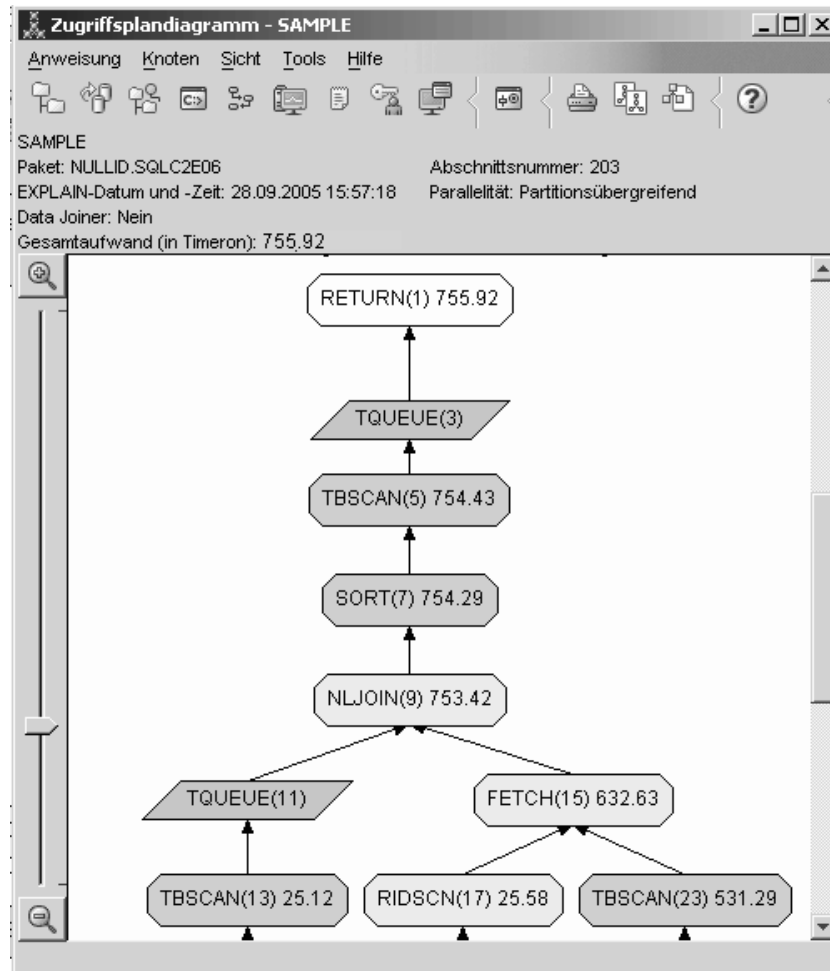 Zugriffsplandiagramm - SAMPLE
Anweisung Knoten Sicht Tools Hilfe
SAMPLE
Paket: NULLID.SQLC2E06 Abschnittsnummer: 203
EXPLAIN-Datum und -Zeit: 28.09.2005 15:57:18 Parallelität: Partitionsübergreifend
Data Joiner: Nein
Gesamtaufwand (in Timeron): 755.92
RETURN(1) 755.92
TQUEUE(3)
TBSCAN(5) 754.43
SORT(7) 754.29
NLJOIN(9) 753.42
TQUEUE(11) FETCH(15) 632.63
TBSCAN(13) 25.12 RIDSCN(17) 25.58 TBSCAN(23) 531.29